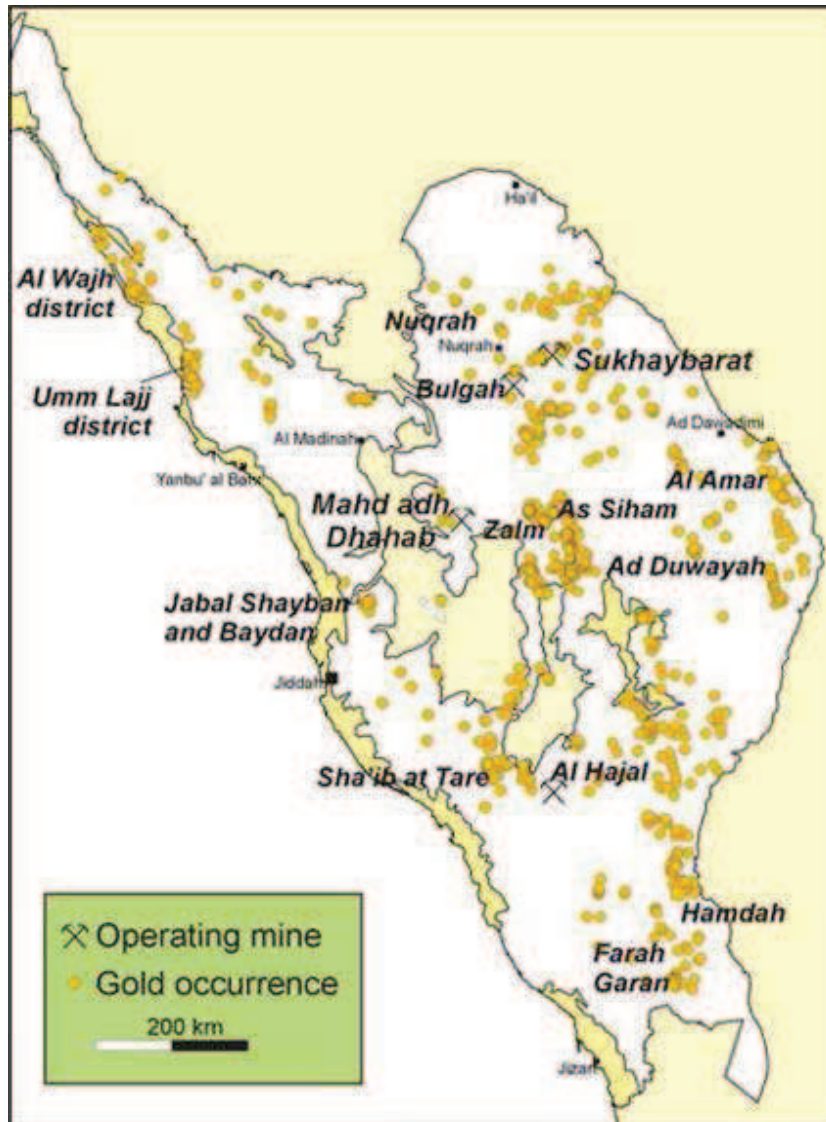 Ha'il
Al Wajh
district
Nuqrah
Nuqrah
Sukhaybarat
Bulgah
Umm Lajj
district
Ad Dawadimi
Al Madinah
Yanbu' al Bahr
Al Amar
Mahd adh
Dhahab
Zalm
As Siham
Ad Duwayah
Jabal Shayban
and Baydan
Jiddah
Sha'ib at Tare
Al Hajal
Hamdah
Farah
Garan
Jizan
Operating mine
Gold occurrence
200 km